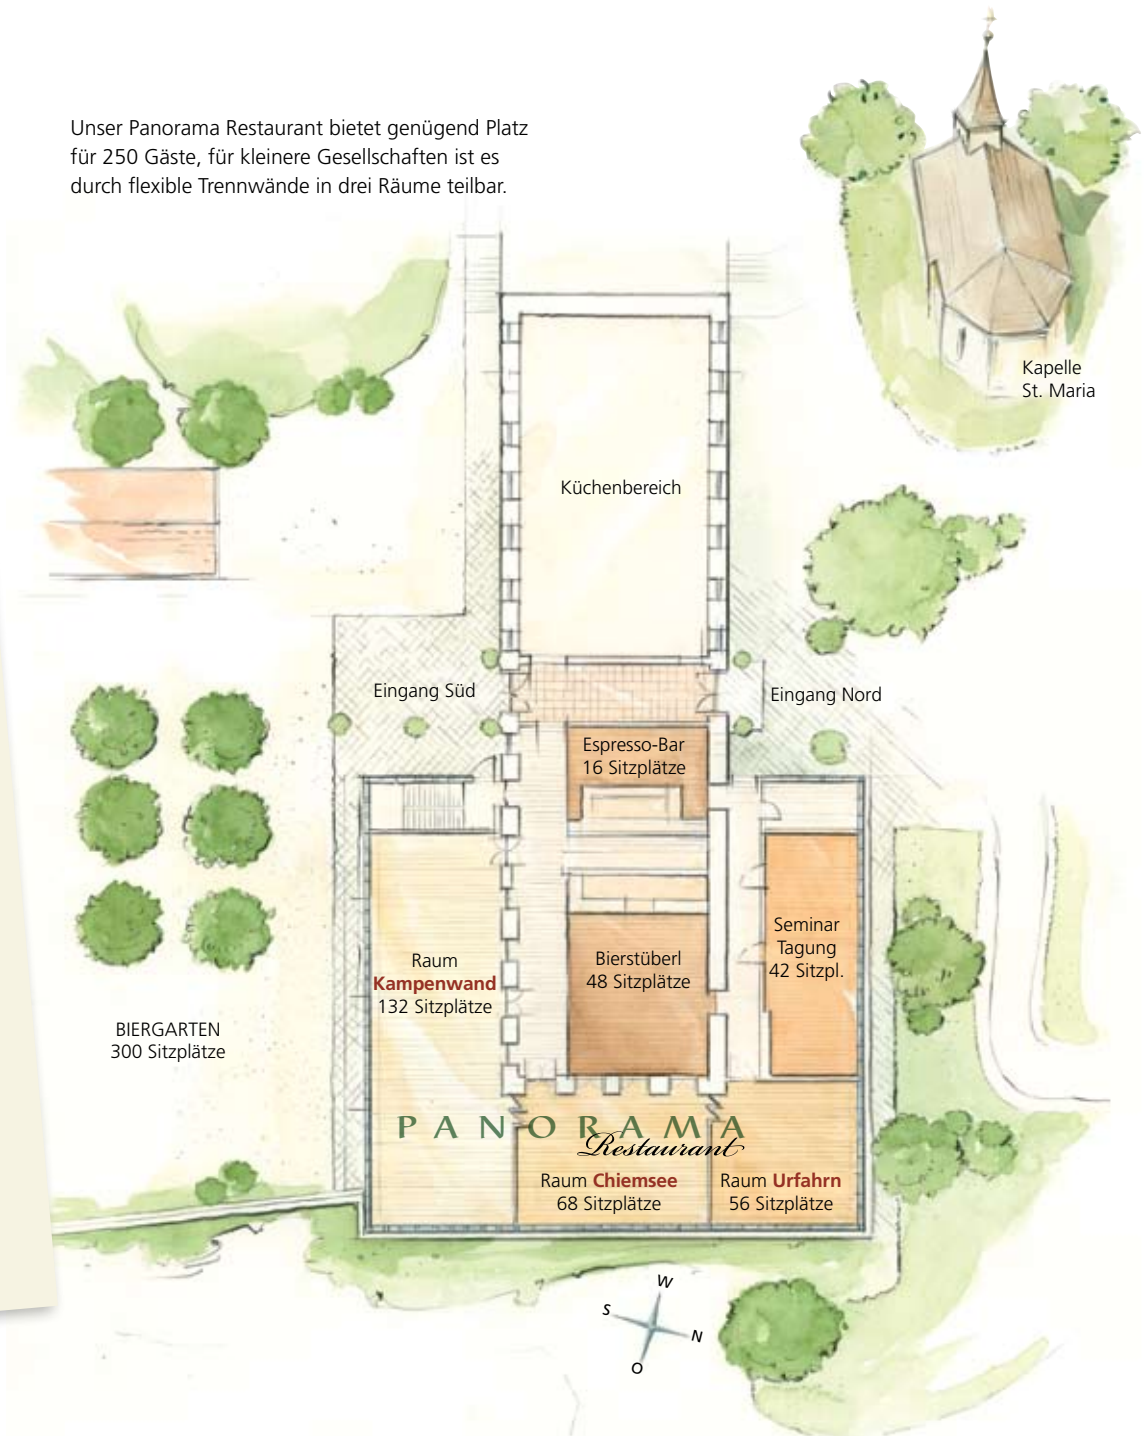 Unser Panorama Restaurant bietet genügend Platz
für 250 Gäste, für kleinere Gesellschaften ist es
durch flexible Trennwände in drei Räume teilbar.
Kapelle
St. Maria
Küchenbereich
Eingang Süd
Eingang Nord
Espresso-Bar
16 Sitzplätze
Seminar
Tagung
42 Sitzpl.
Bierstüberl
48 Sitzplätze
Raum
Kampenwand
132 Sitzplätze
BIERGARTEN
300 Sitzplätze
PANORAMA
Restaurant
Raum Chiemsee
68 Sitzplätze
Raum Urfahrn
56 Sitzplätze
W
S
N
O